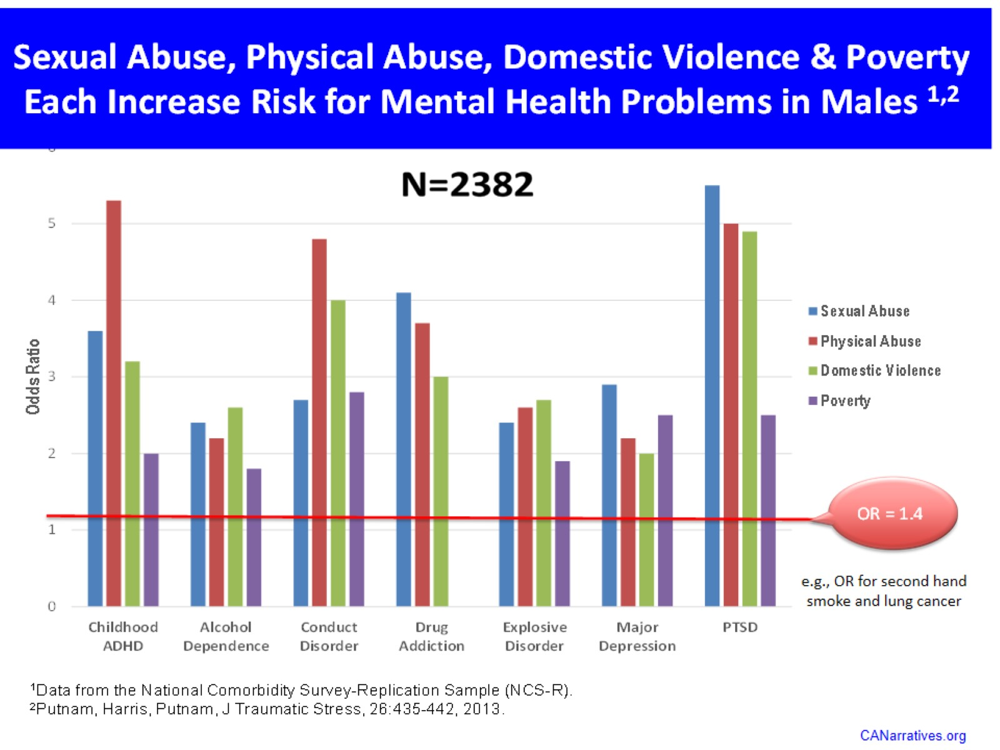 Sexual Abuse, Physical Abuse, Domestic Violence & Poverty
Each Increase Risk for Mental Health Problems in Males 1,2
N=2382
5
4
3
2
1
0
Odds Ratio
Sexual Abuse
Physical Abuse
Domestic Violence
Poverty
OR = 1.4
e.g., OR for second hand
smoke and lung cancer
Childhood
ADHD
Alcohol
Dependence
Conduct
Disorder
Drug
Addiction
Explosive
Disorder
Major
Depression
PTSD
1Data from the National Comorbidity Survey-Replication Sample (NCS-R).
2Putnam, Harris, Putnam, J Traumatic Stress, 26:435-442, 2013.
CANarratives.org